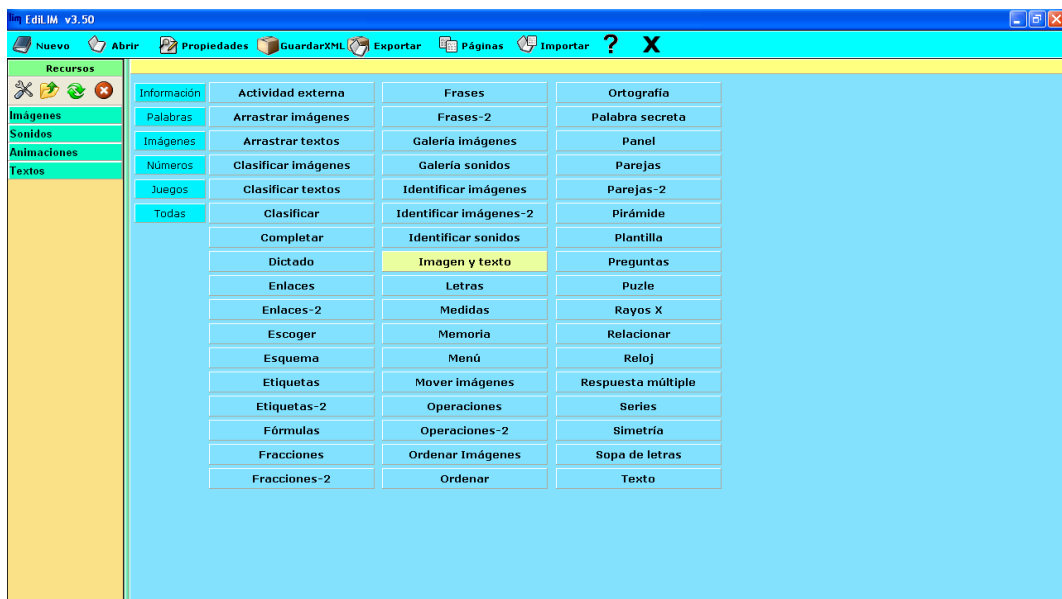 lim EdiLIM v3.50
Nuevo Abrir Propiedades GuardarXML Exportar Páginas Importar ? X
Recursos
Imágenes
Sonidos
Animaciones
Textos
Información Actividad externa Frases Ortografía
Palabras Arrastrar imágenes Frases-2 Palabra secreta
Imágenes Arrastrar textos Galería imágenes Panel
Números Clasificar imágenes Galería sonidos Parejas
Juegos Clasificar textos Identificar imágenes Parejas-2
Todas Clasificar Identificar imágenes-2 Pirámide
Completar Identificar sonidos Plantilla
Dictado Imagen y texto Preguntas
Enlaces Letras Puzle
Enlaces-2 Medidas Rayos X
Escoger Memoria Relacionar
Esquema Menú Reloj
Etiquetas Mover imágenes Respuesta múltiple
Etiquetas-2 Operaciones Series
Fórmulas Operaciones-2 Simetría
Fracciones Ordenar Imágenes Sopa de letras
Fracciones-2 Ordenar Texto